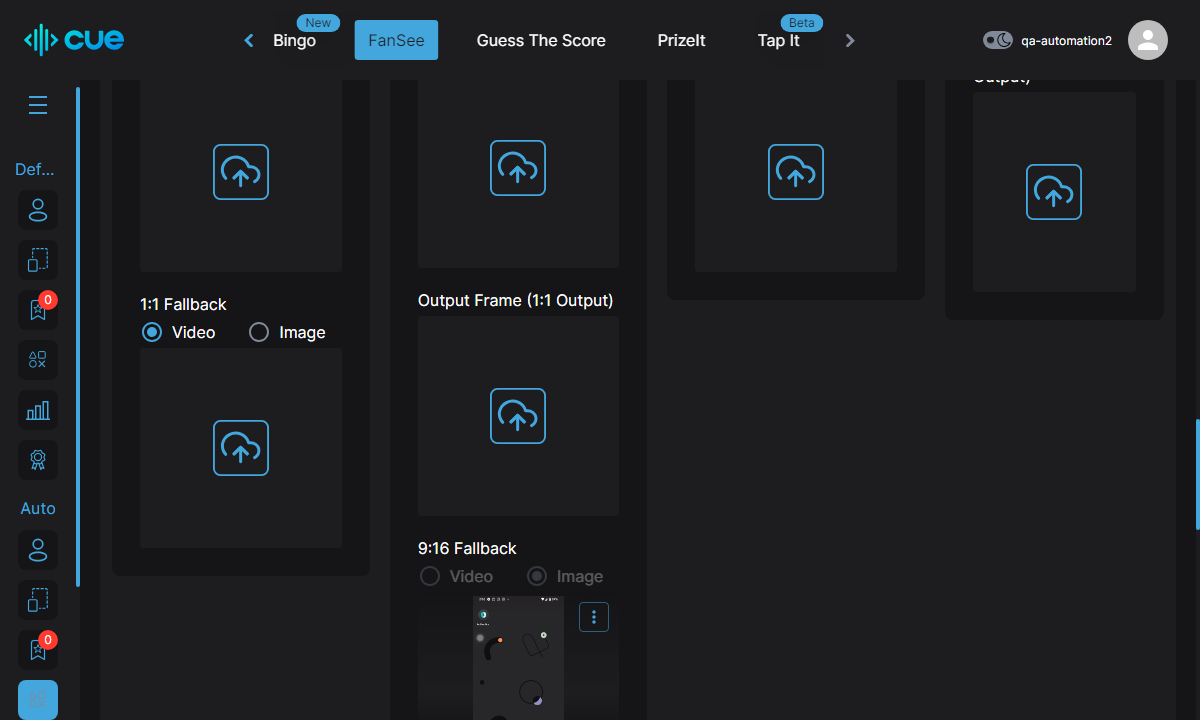 cue
Bingo
New
FanSee
Guess The Score
PrizeIt
Tap It
Beta
qa-automation2
Def...
0
Auto
0
1:1 Fallback
Video
Image
Output Frame (1:1 Output)
9:16 Fallback
Video
Image
Output)